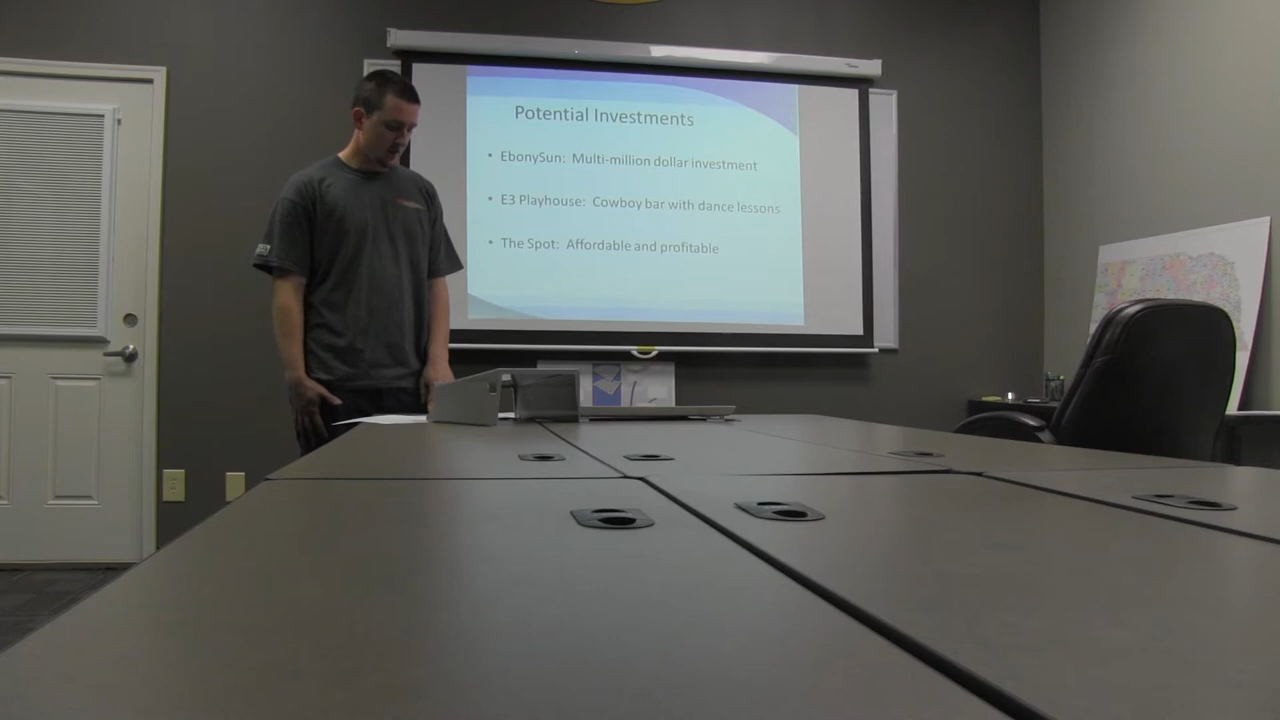 Potential Investments
• EbonySun: Multi-million dollar investment
• E3 Playhouse: Cowboy bar with dance lessons
• The Spot: Affordable and profitable